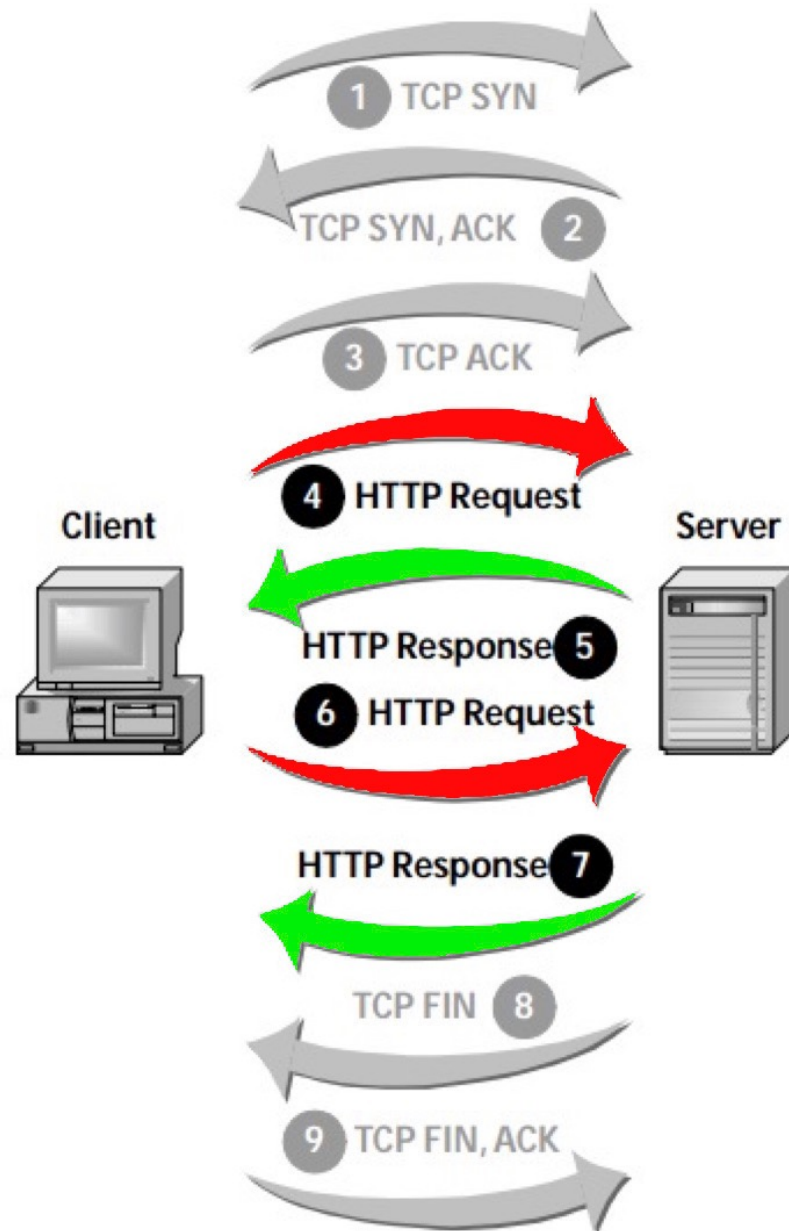 1 TCP SYN
TCP SYN, ACK 2
3 TCP ACK
4 HTTP Request
Client
Server
HTTP Response 5
6 HTTP Request
HTTP Response 7
TCP FIN 8
9 TCP FIN, ACK